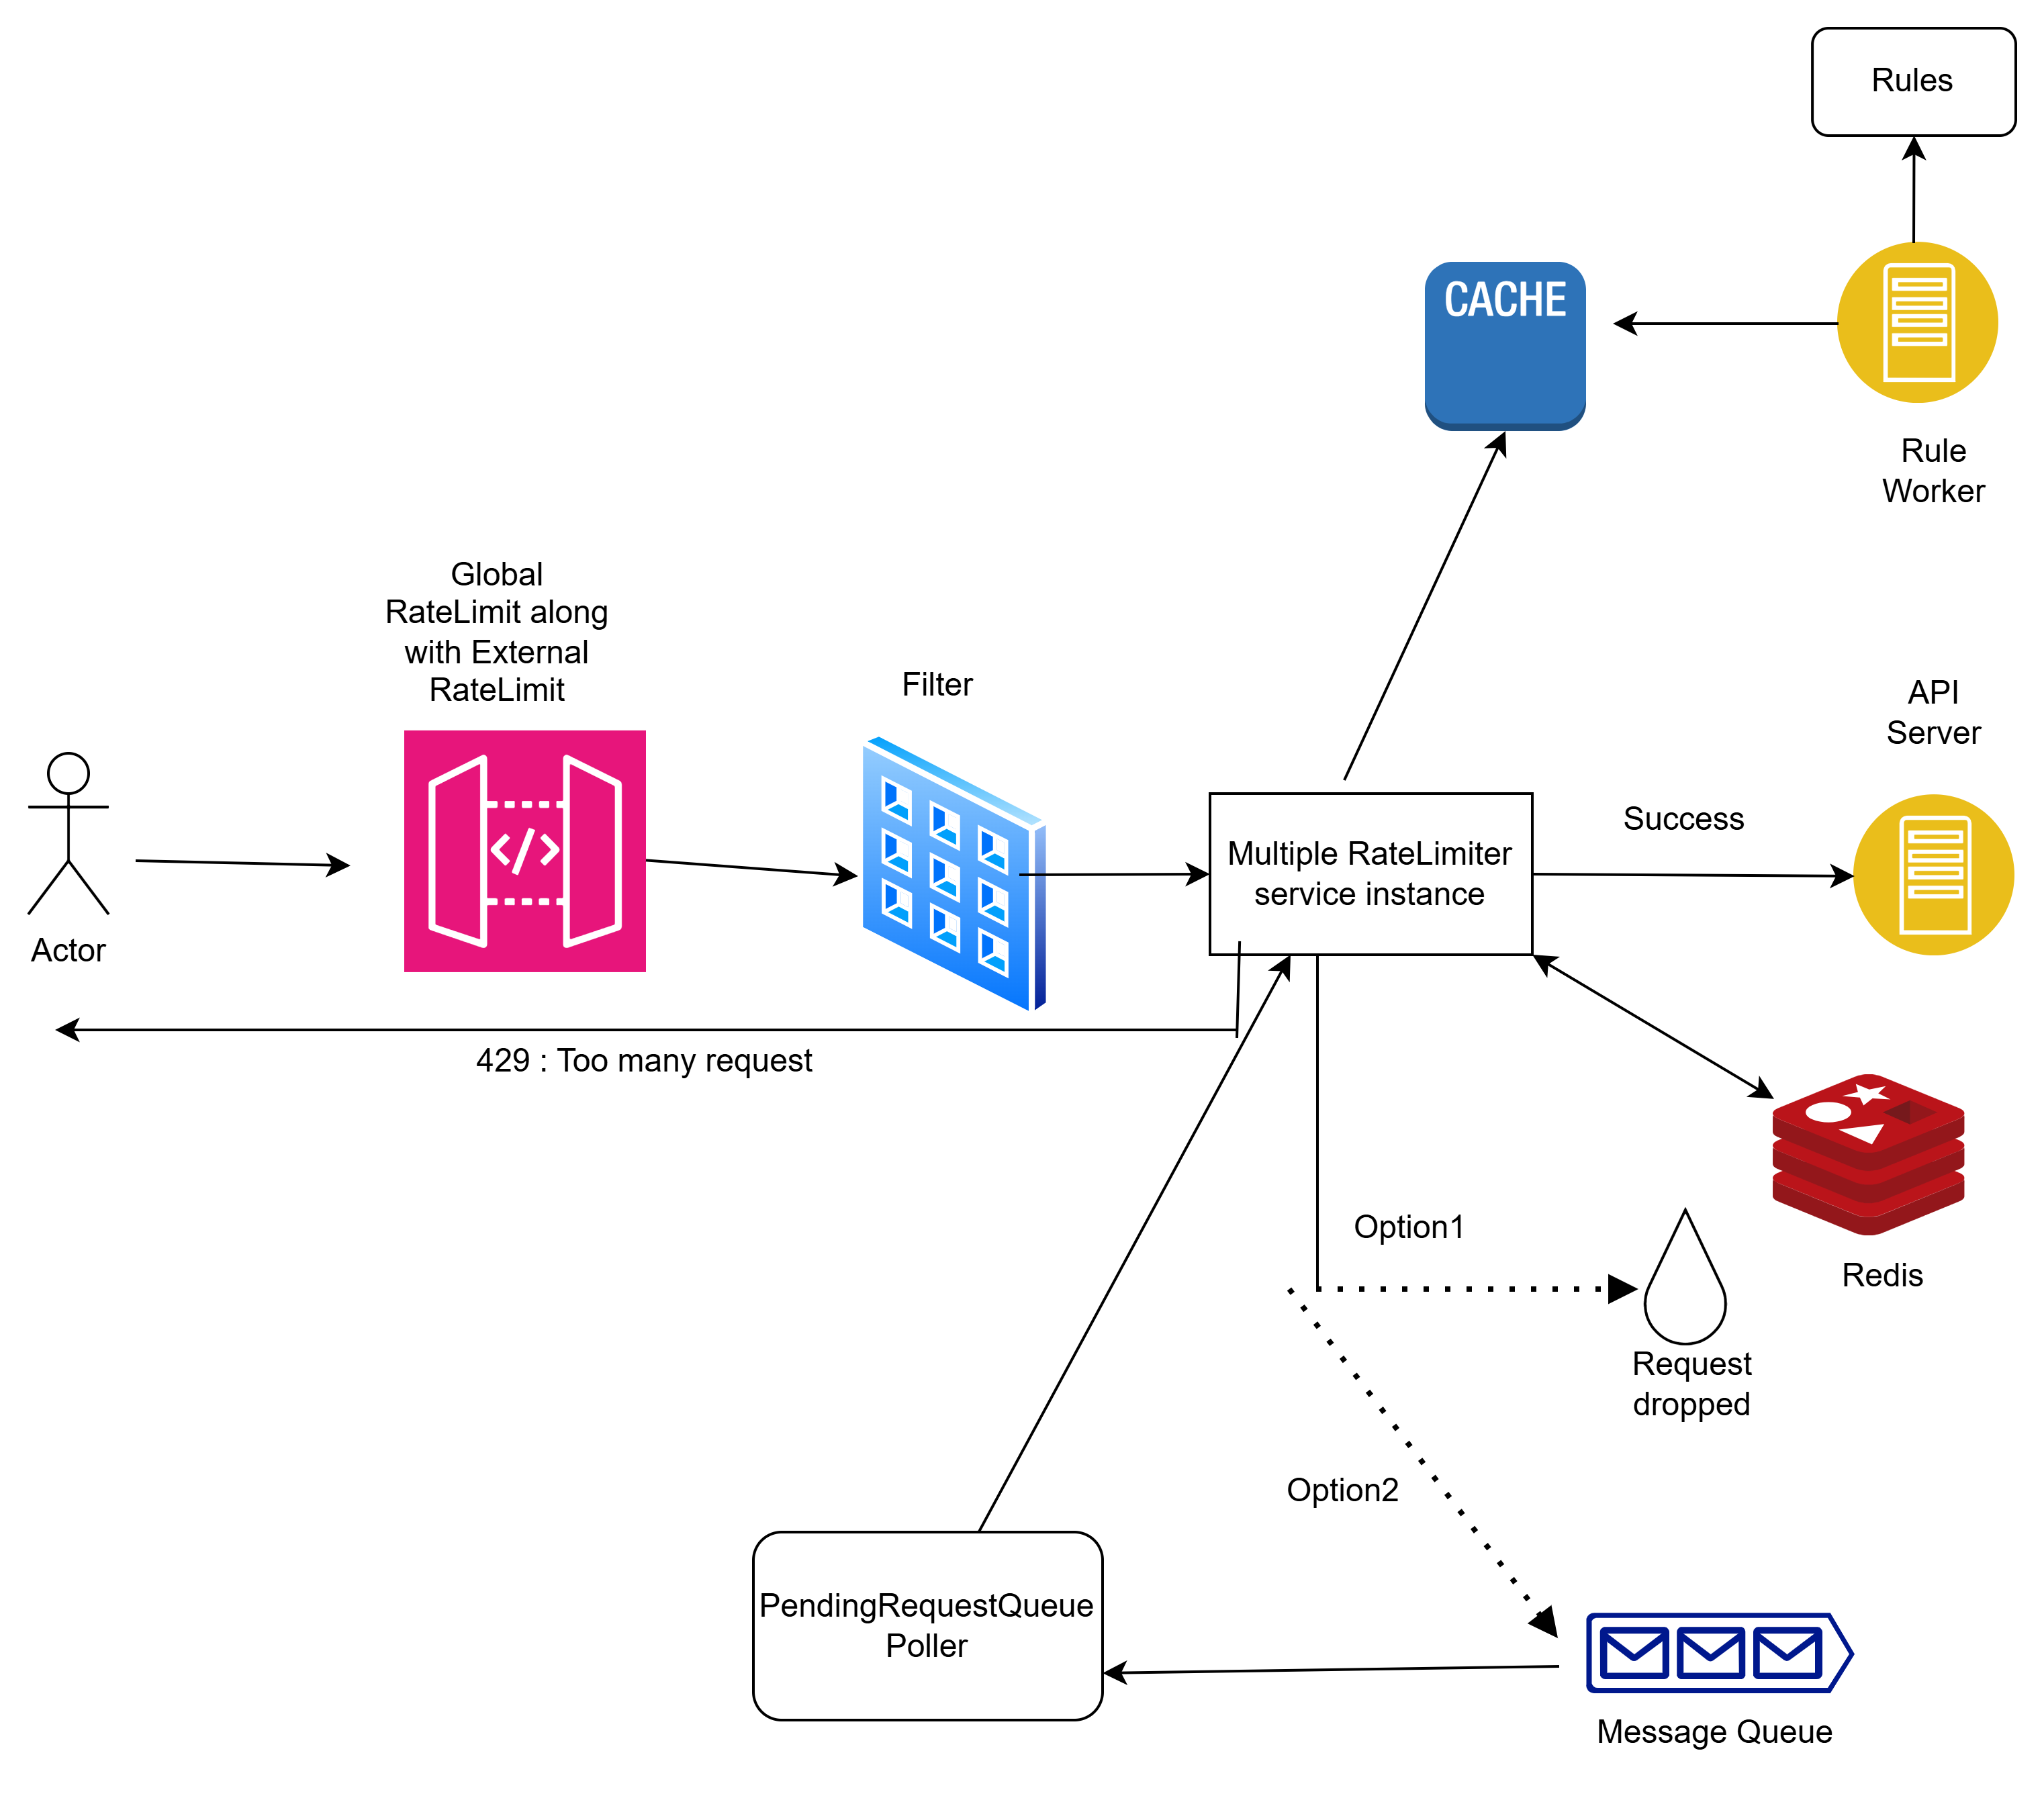 Rules
CACHE
Rule
Worker
Global
RateLimit along
with External
RateLimit
Filter
API
Server
Success
Multiple RateLimiter
service instance
Actor
429 : Too many request
Option1
Redis
Request
dropped
Option2
PendingRequestQueue
Poller
Message Queue